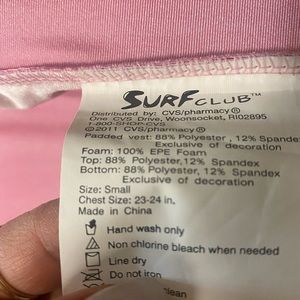 SURF CLUB™
Distributed by: CVS/pharmacy®
One CVS Drive, Woonsocket, RI02895
1-800-SHOP-CVS
©2011 CVS/pharmacy®
Padded vest: 88% Polyester, 12% Spandex
Exclusive of decoration
Foam: 100% EPE Foam
Top: 88% Polyester,12% Spandex
Bottom: 88% Polyester,12% Spandex
Exclusive of decoration
Size: Small
Chest Size: 23-24 in.
Made in China
Hand wash only
Non chlorine bleach when needed
Line dry
Do not iron
clean